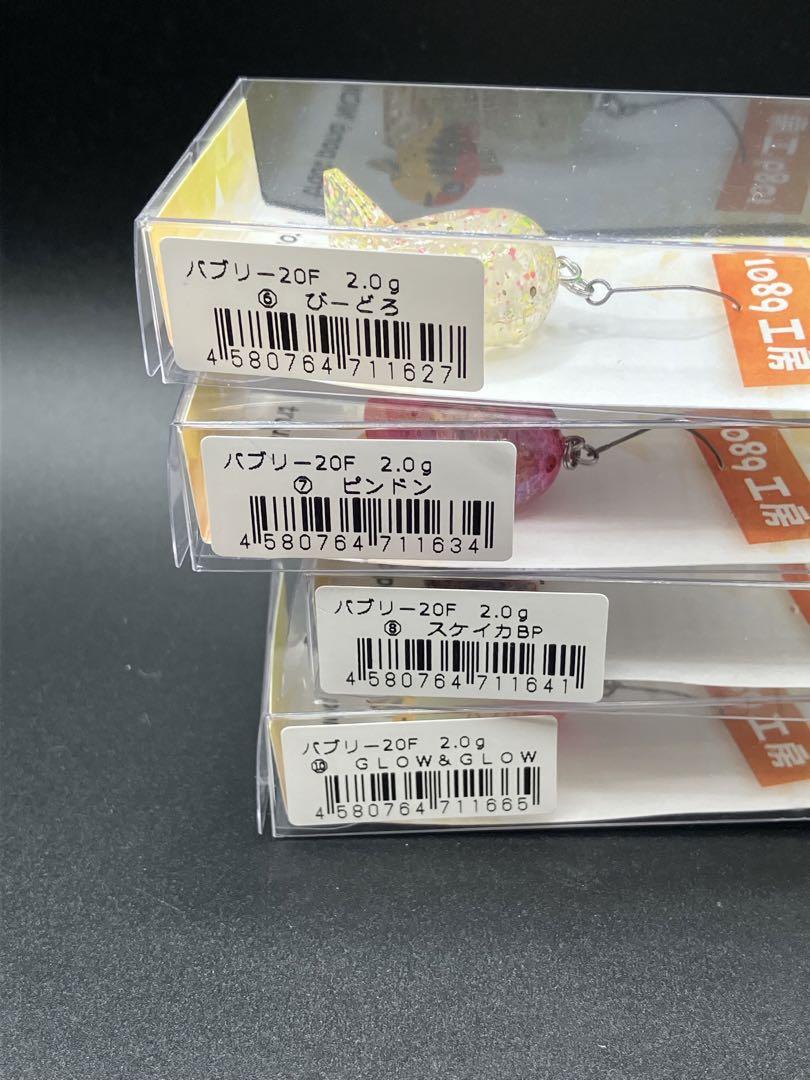 バブリー20F 2.0g
⑥ びーどろ
4 580764 711627
1089工房
バブリー20F 2.0g
⑦ ピンドン
4 580764 711634
1089工房
バブリー20F 2.0g
⑧ スケイカBP
4 580764 711641
バブリー20F 2.0g
⑩ GLOW&GLOW
4 580764 711665
工房